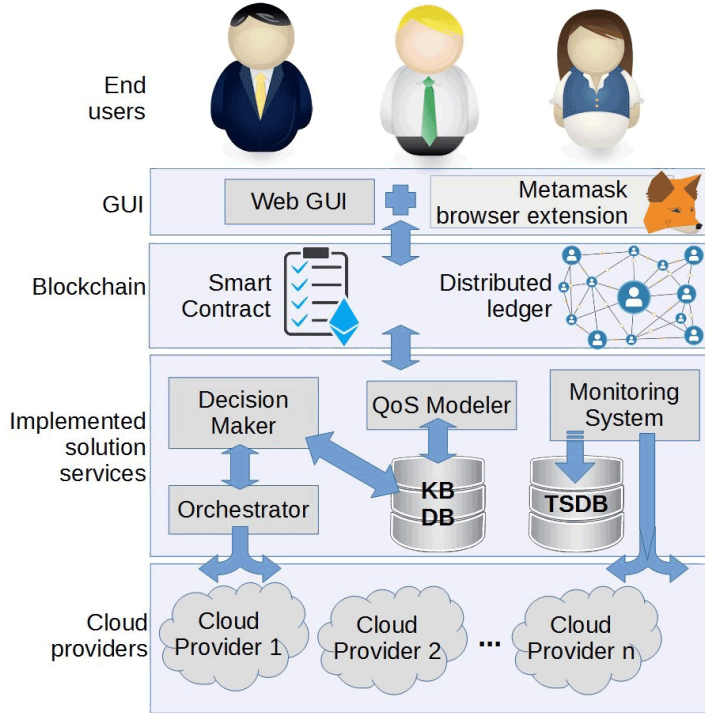 End
users
GUI
Web GUI
Metamask
browser extension
Blockchain
Smart
Contract
Distributed
ledger
Implemented
solution
services
Decision
Maker
QoS Modeler
Monitoring
System
Orchestrator
KB
DB
TSDB
Cloud
providers
Cloud
Provider 1
Cloud
Provider 2
...
Cloud
Provider n